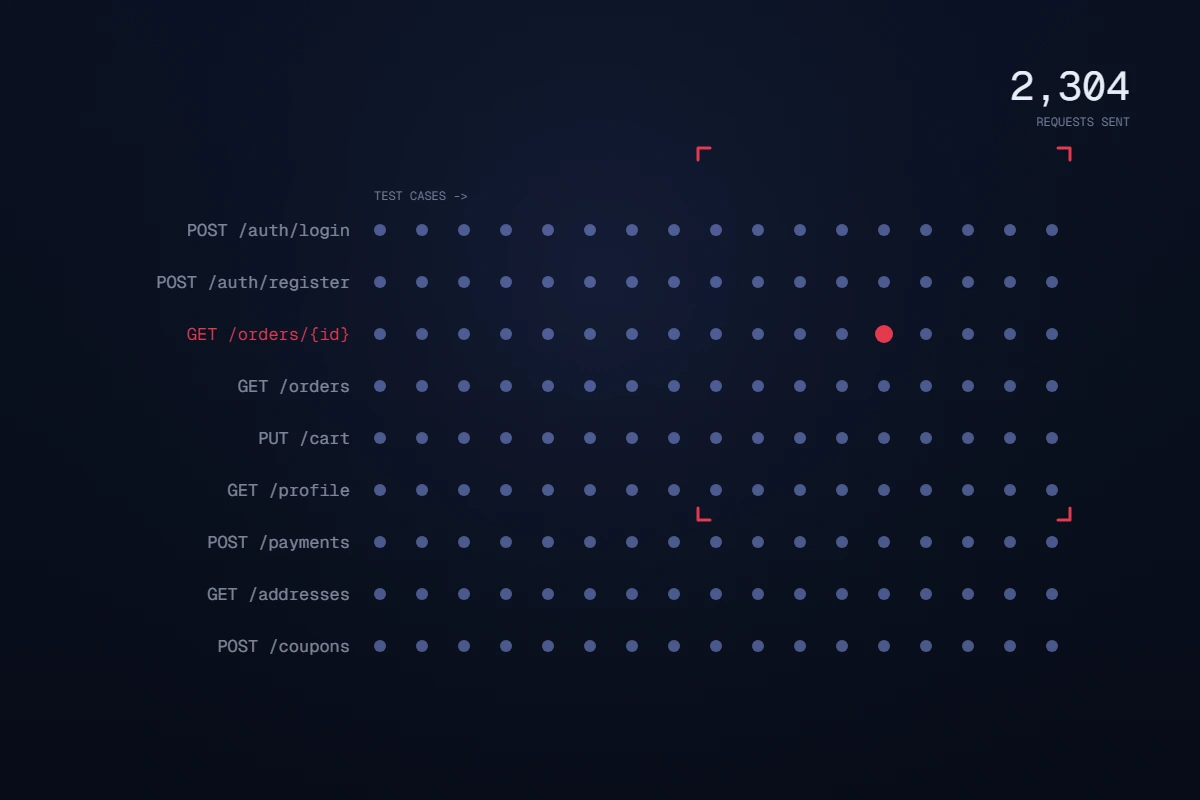 2,304
REQUESTS SENT
TEST CASES ->
POST /auth/login
POST /auth/register
GET /orders/{id}
GET /orders
PUT /cart
GET /profile
POST /payments
GET /addresses
POST /coupons